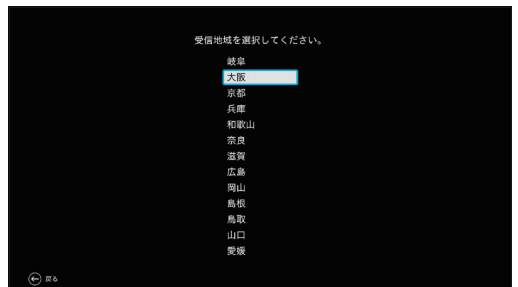 受信地域を選択してください。
岐阜
大阪
京都
兵庫
和歌山
奈良
滋賀
広島
岡山
島根
鳥取
山口
愛媛
戻る